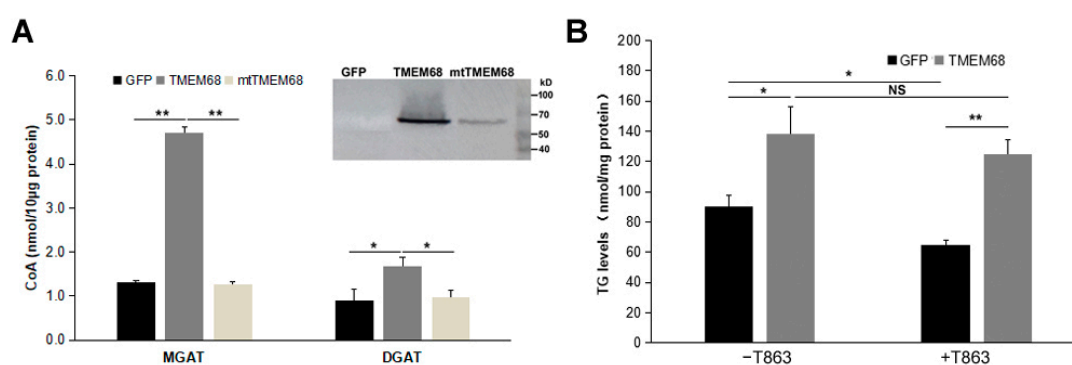 A
B
GFP TMEM68 mtTMEM68
GFP TMEM68 mtTMEM68
kD
100
70
50
40
6.0
5.0
4.0
3.0
2.0
1.0
0.0
CoA (nmol/10μg protein)
** **
* *
MGAT DGAT
200
180
160
140
120
100
80
60
40
20
0
TG levels (nmol/mg protein)
GFP TMEM68
*
* NS
**
−T863 +T863